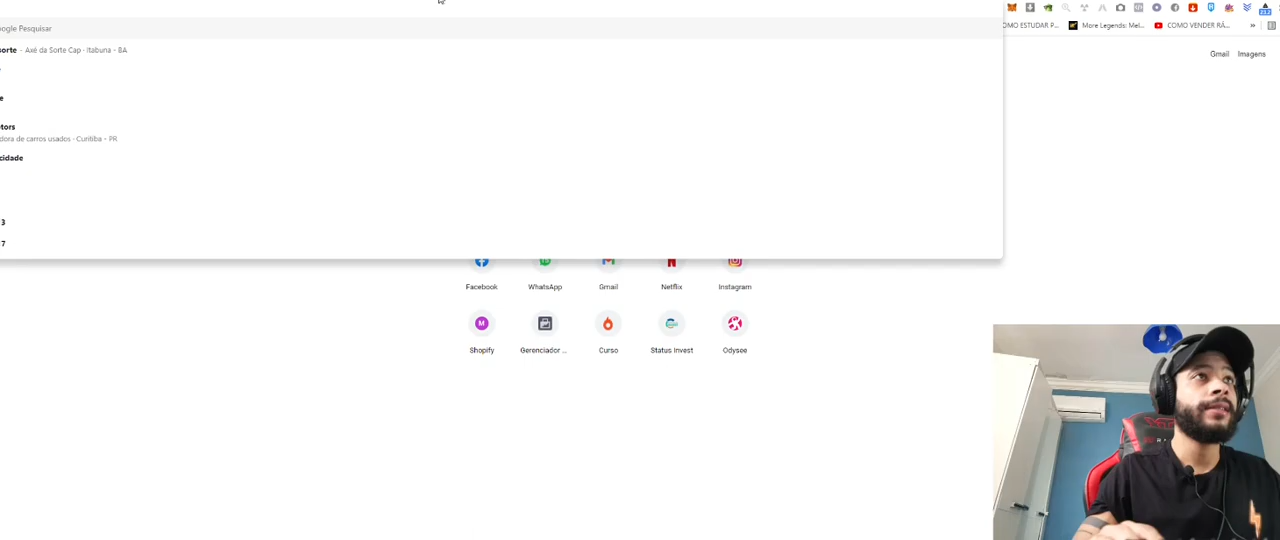 ogle Pesquisar
OMO ESTUDAR P...
More Legends: Mel...
COMO VENDER RÁ...
»
sorte - Axé da Sorte Cap - Itabuna - BA
Gmail Imagens
e
tors
dora de carros usados - Curitiba - PR
cidade
3
7
Facebook WhatsApp Gmail Netflix Instagram
M
Shopify Gerenciador ... Curso Status Invest Odysee